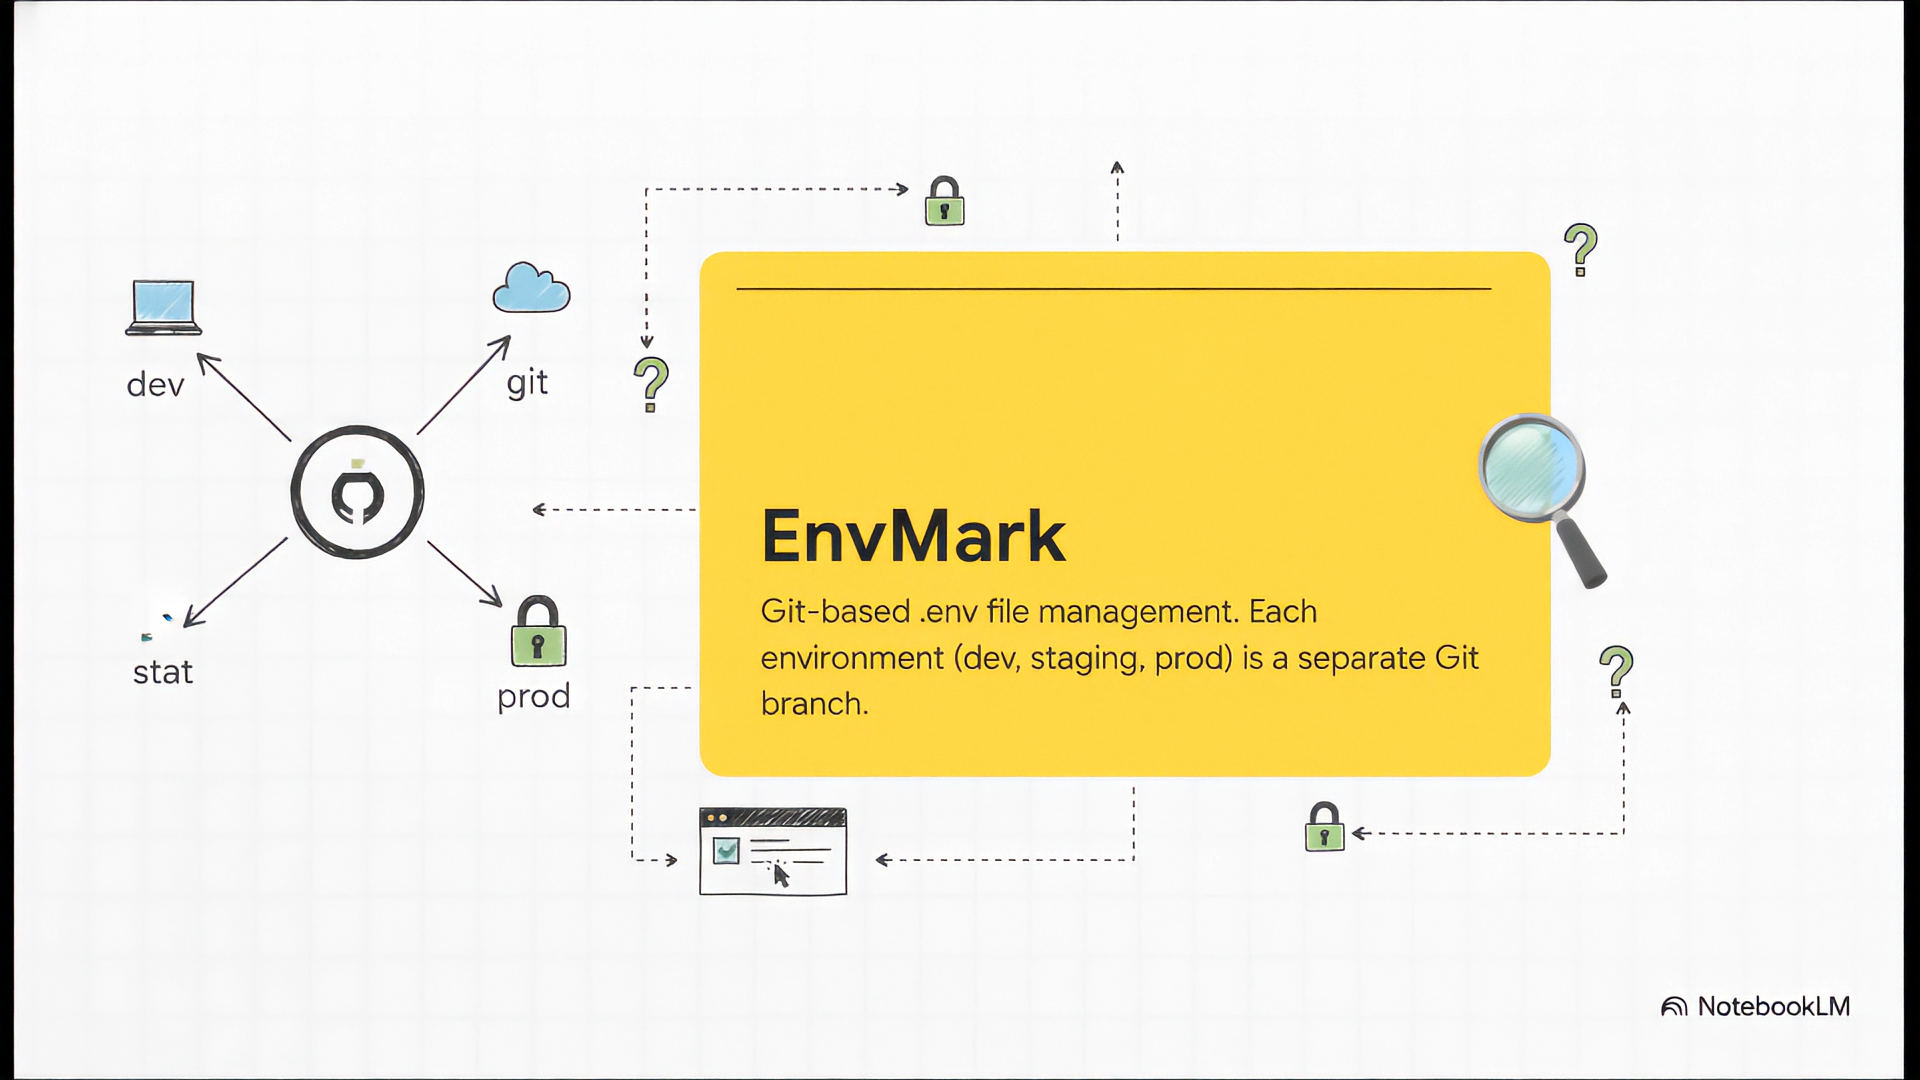 dev
git
stat
prod
EnvMark
Git-based .env file management. Each
environment (dev, staging, prod) is a separate Git
branch.
NotebookLM